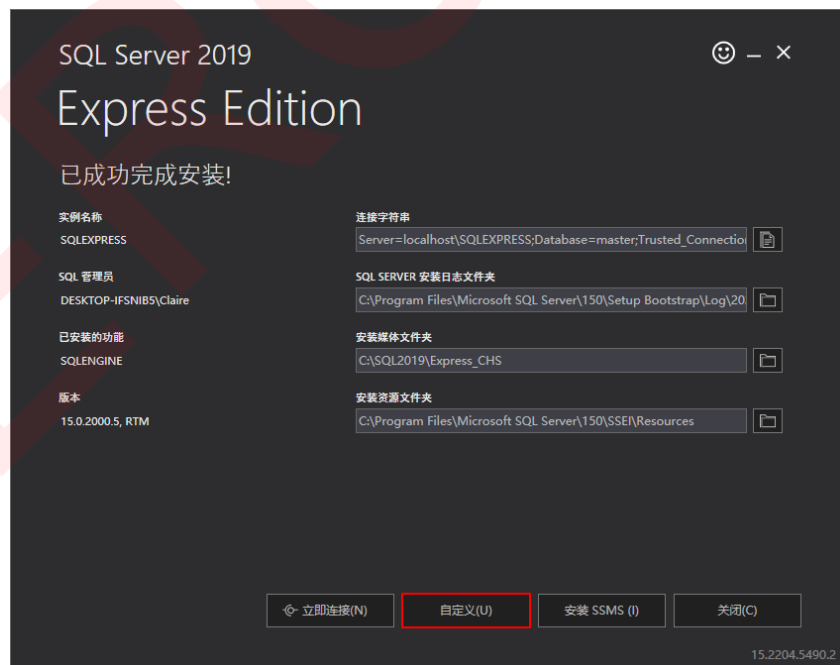 SQL Server 2019
Express Edition
已成功完成安装!
实例名称
SQLEXPRESS
连接字符串
Server=localhost\SQLEXPRESS;Database=master;Trusted_Connectio
SQL 管理员
DESKTOP-IFSNIB5\Claire
SQL SERVER 安装日志文件夹
C:\Program Files\Microsoft SQL Server\150\Setup Bootstrap\Log\20
已安装的功能
SQLENGINE
安装媒体文件夹
C:\SQL2019\Express_CHS
版本
15.0.2000.5, RTM
安装资源文件夹
C:\Program Files\Microsoft SQL Server\150\SSEI\Resources
立即连接(N)
自定义(U)
安装 SSMS (I)
关闭(C)
15.2204.5490.2